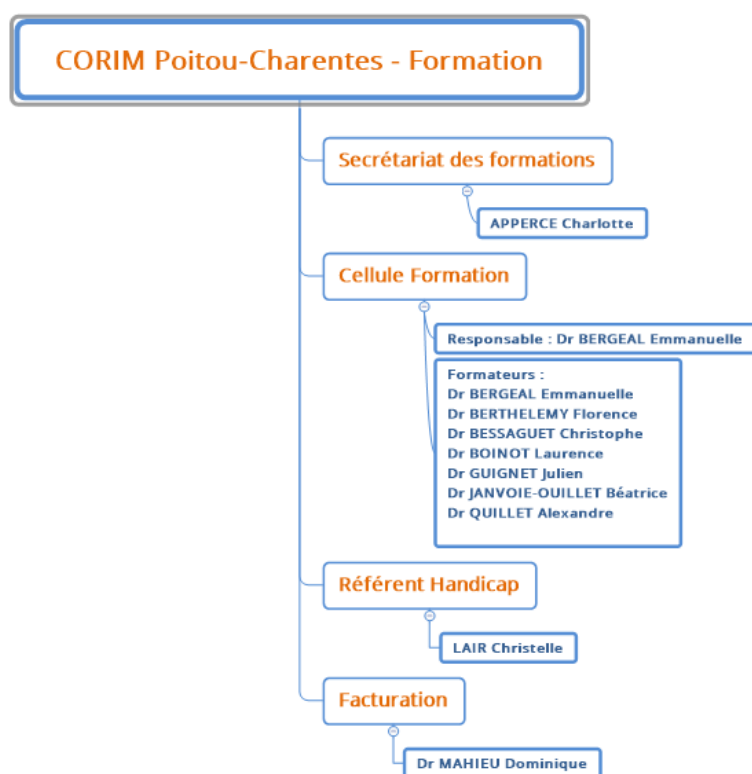 CORIM Poitou-Charentes - Formation
Secrétariat des formations
APPERCE Charlotte
Cellule Formation
Responsable : Dr BERGEAL Emmanuelle
Formateurs :
Dr BERGEAL Emmanuelle
Dr BERTHELEMY Florence
Dr BESSAGUET Christophe
Dr BOINOT Laurence
Dr GUIGNET Julien
Dr JANVOIE-OUILLET Béatrice
Dr QUILLET Alexandre
Référent Handicap
LAIR Christelle
Facturation
Dr MAHIEU Dominique